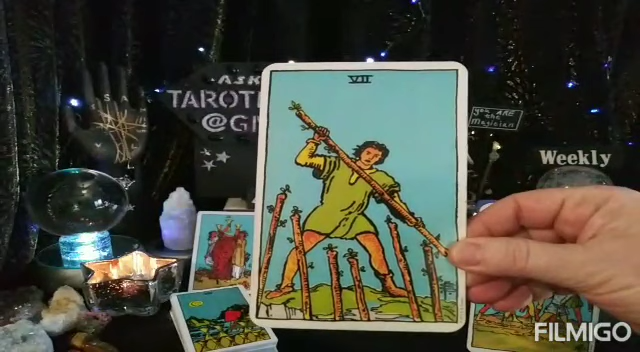 VII
ASK
TAROT
@G
you ARE
the
Magician
Weekly
FILMIGO